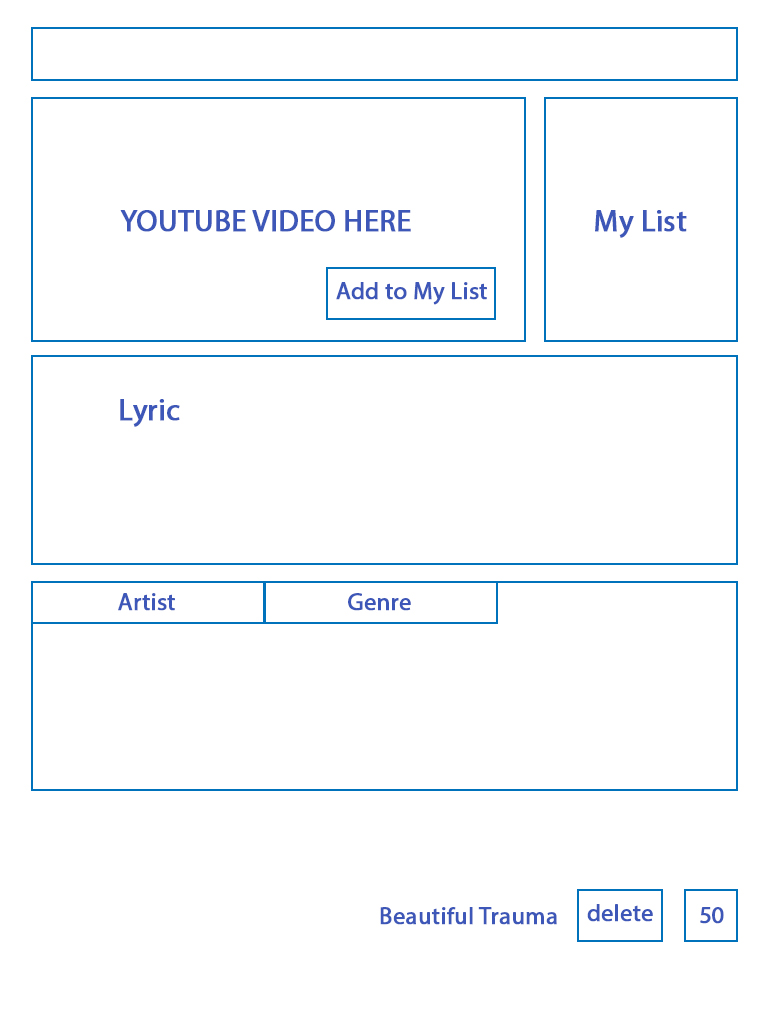 YOUTUBE VIDEO HERE
Add to My List
My List
Lyric
Artist
Genre
Beautiful Trauma
delete
50